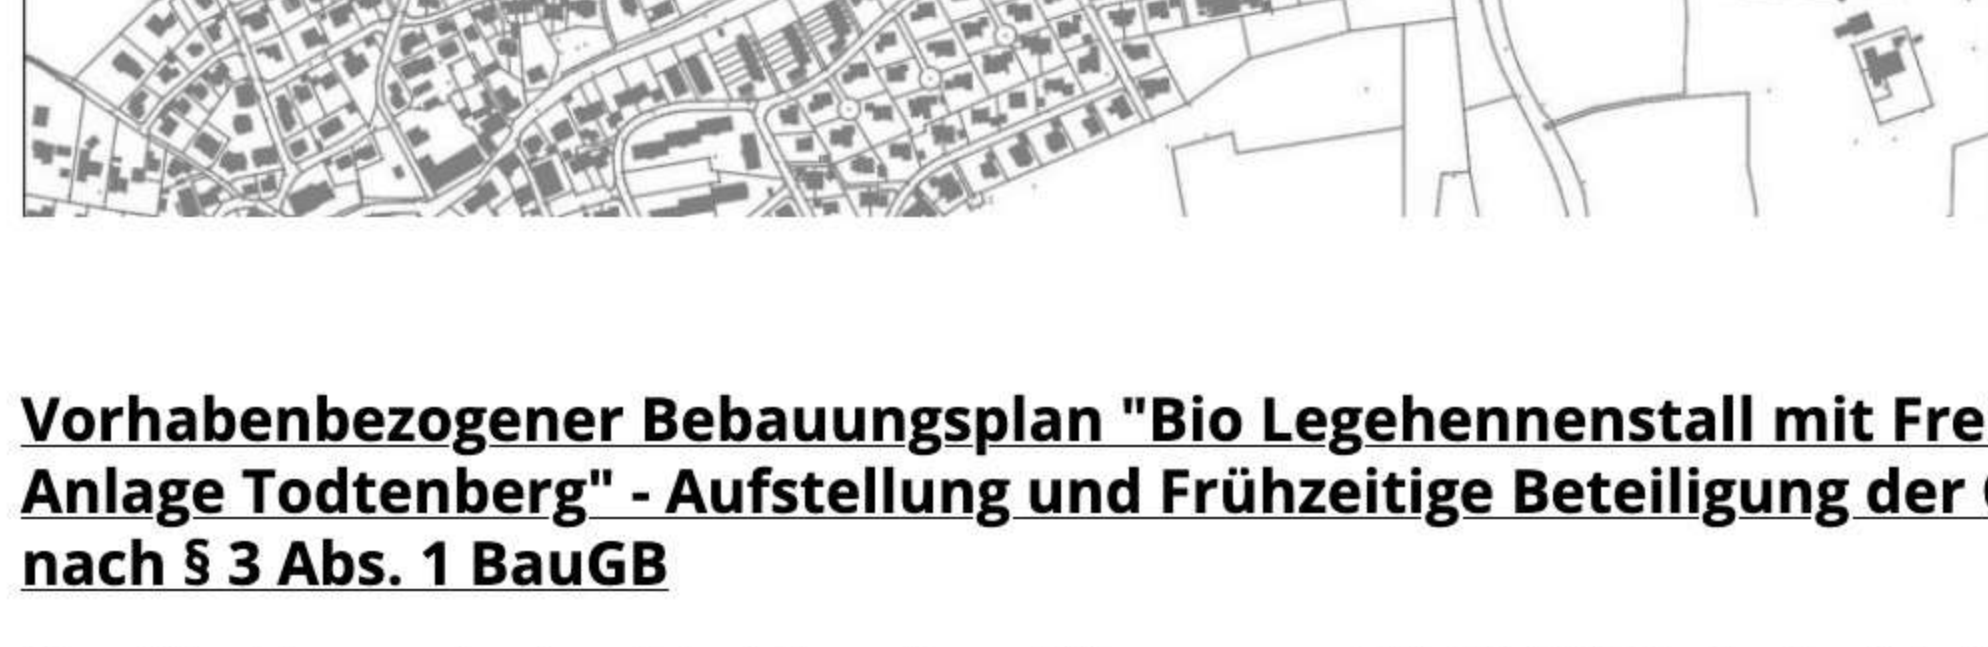 Vorhabenbezogener Bebauungsplan "Bio Legehennenstall mit
Anlage Todtenberg" - Aufstellung und Frühzeitige Beteiligung der
nach § 3 Abs. 1 BauGB